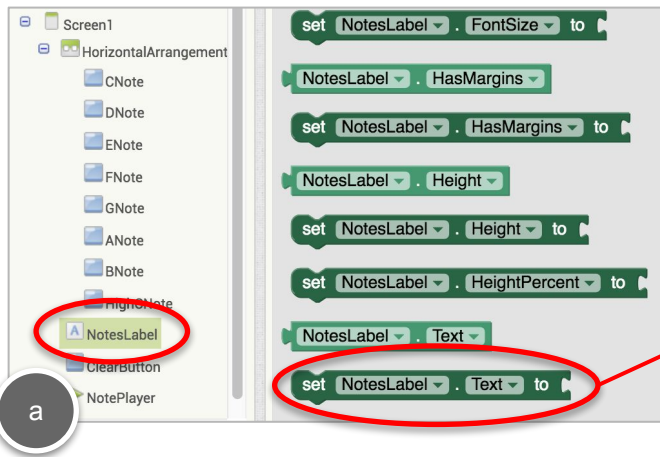 Screen1
HorizontalArrangement
CNote
DNote
ENote
FNote
GNote
ANote
BNote
HighCNote
NotesLabel
ClearButton
NotePlayer
a
set NotesLabel . FontSize to
NotesLabel . HasMargins
set NotesLabel . HasMargins to
NotesLabel . Height
set NotesLabel . Height to
set NotesLabel . HeightPercent to
NotesLabel . Text
set NotesLabel . Text to